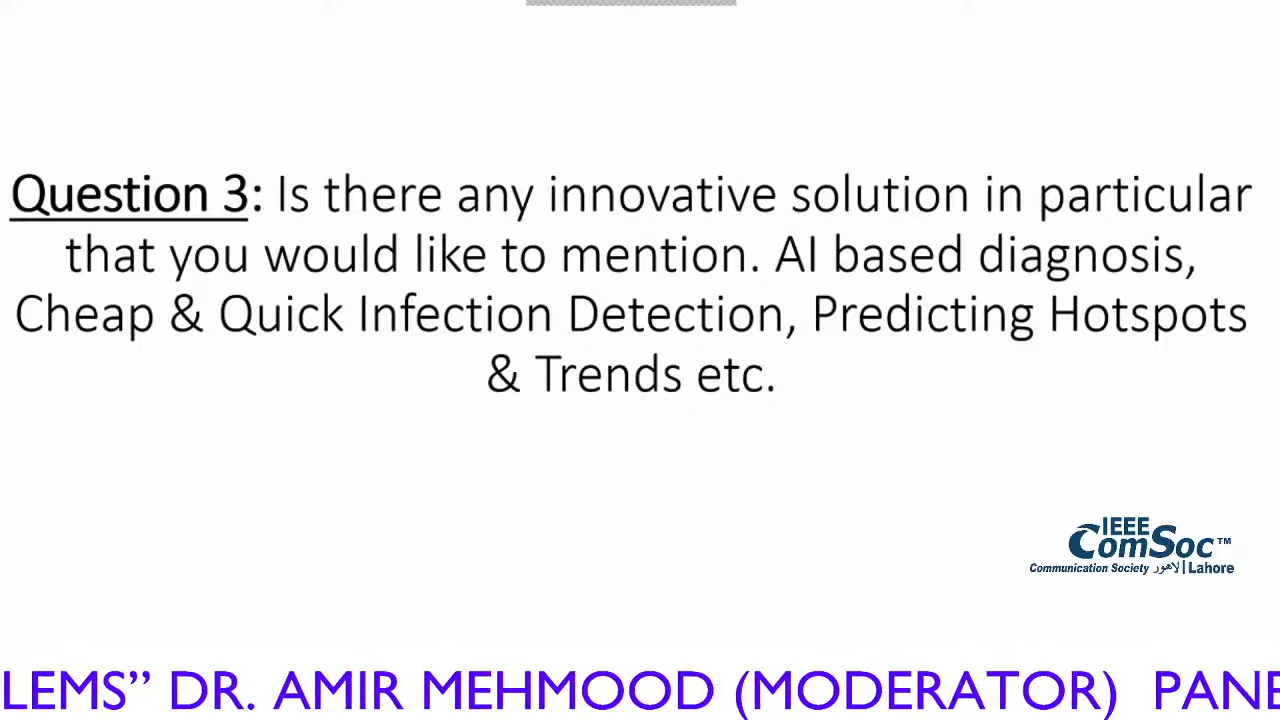 Question 3: Is there any innovative solution in particular
that you would like to mention. AI based diagnosis,
Cheap & Quick Infection Detection, Predicting Hotspots
& Trends etc.
IEEE
ComSoc™
Communication Society لاهور | Lahore
LEMS” DR. AMIR MEHMOOD (MODERATOR) PANE